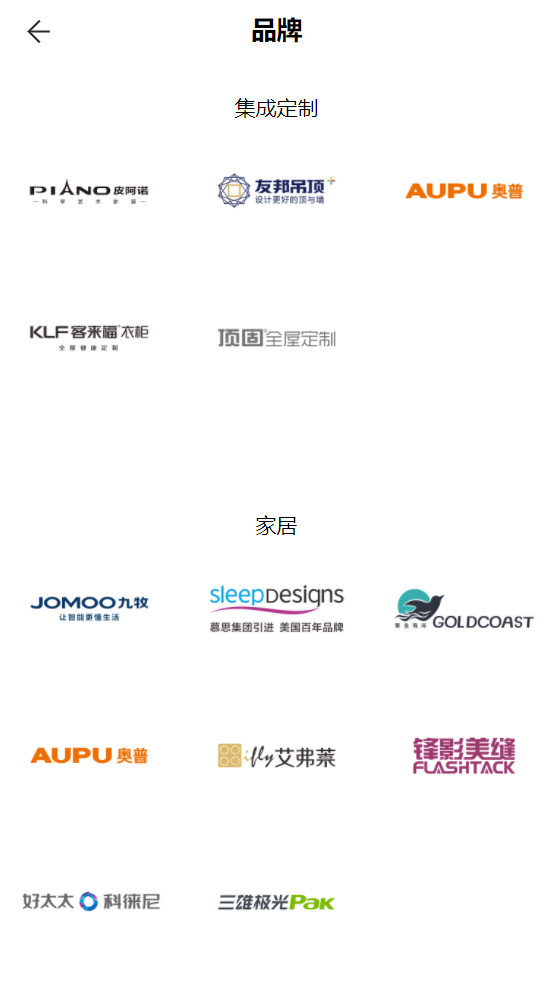 品牌
集成定制
PIANO 皮阿诺
科学艺术家居
友邦吊顶+
设计更好的顶与墙
AUPU 奥普
KLF 客来福 衣柜
全屋健康定制
顶固 全屋定制
家居
JOMOO 九牧
让智能更懂生活
sleepDesigns
慕思集团引进 美国百年品牌
黄金海岸 GOLDCOAST
AUPU 奥普
ifly 艾弗莱
锋影美缝
FLASHTACK
好太太 科徕尼
三雄极光 Pak